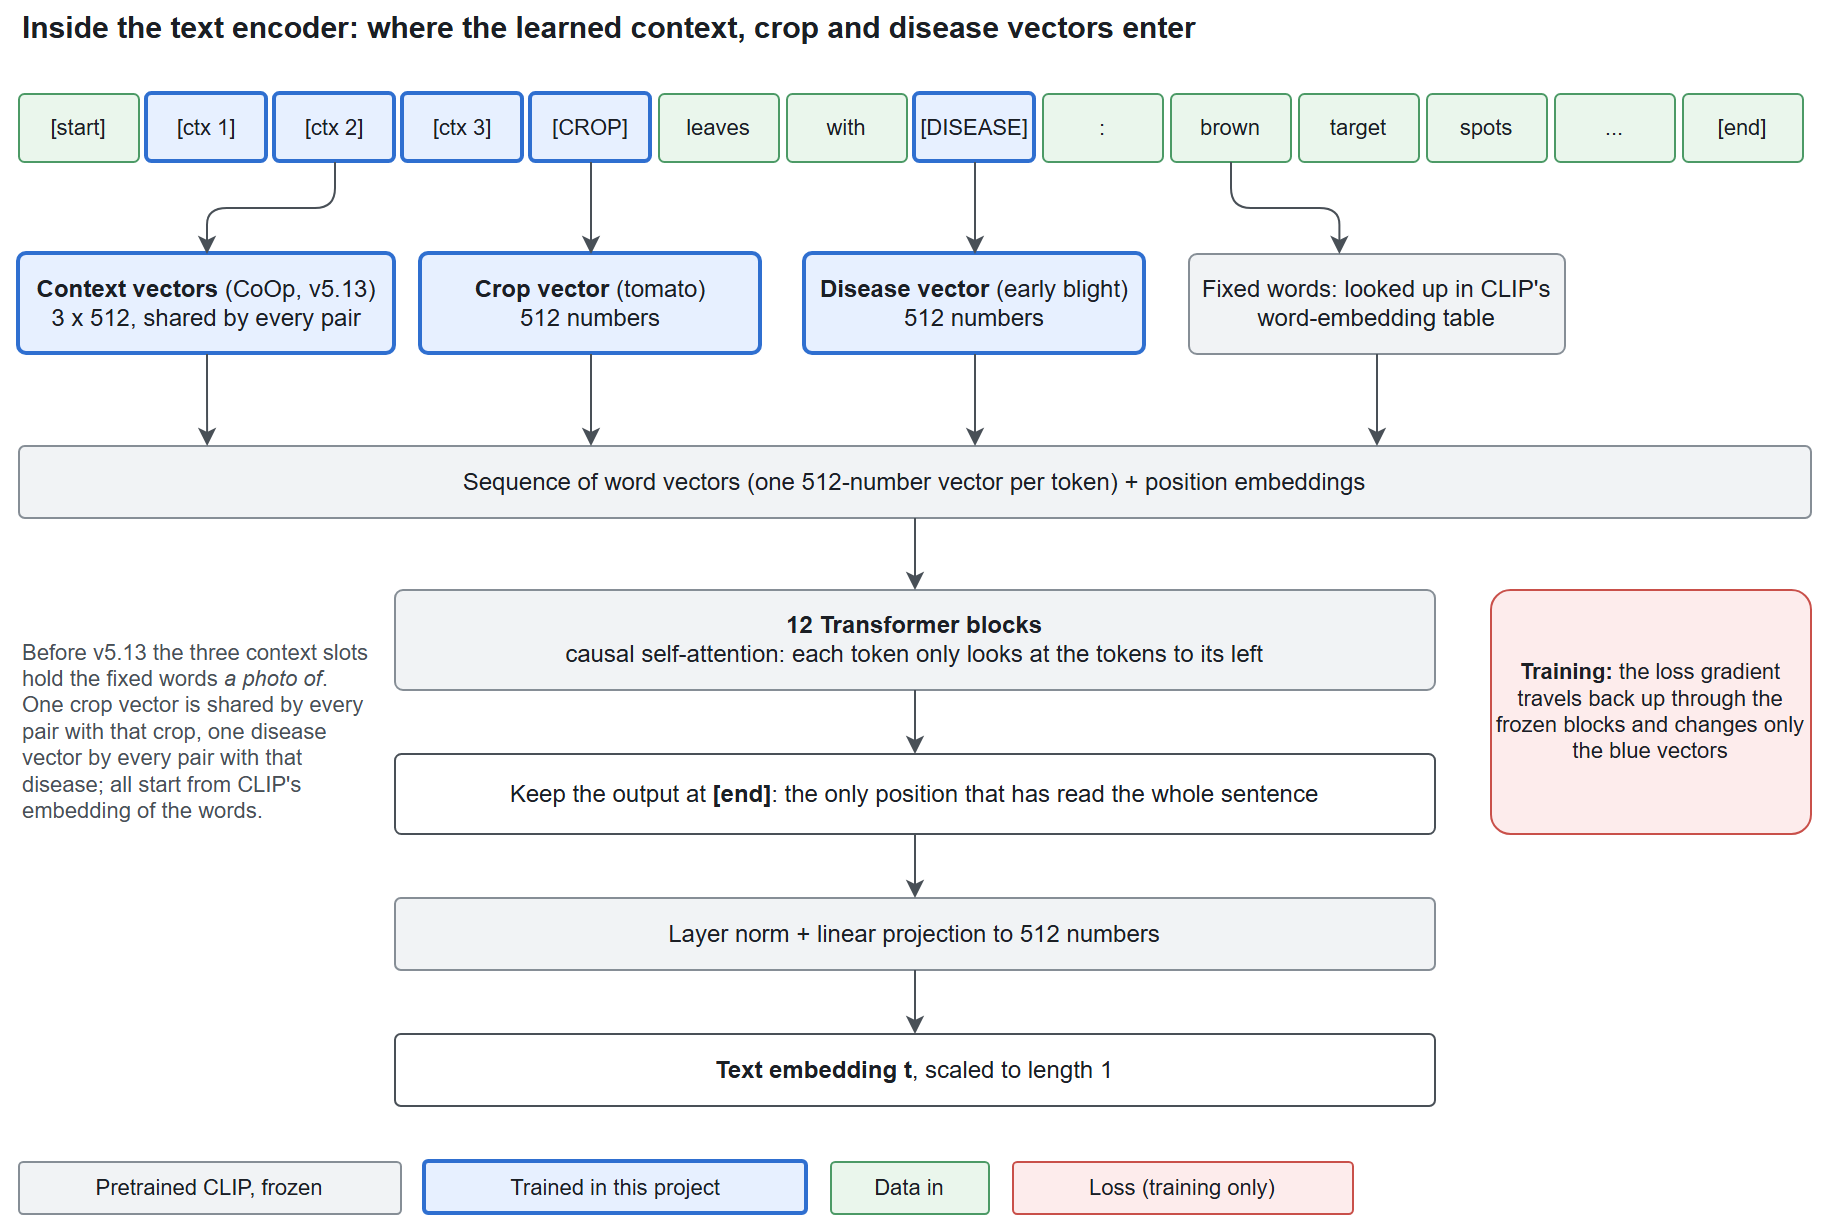 Inside the text encoder: where the learned context, crop and disease vectors enter
[start] [ctx 1] [ctx 2] [ctx 3] [CROP] leaves with [DISEASE] : brown target spots ... [end]
Context vectors (CoOp, v5.13)
3 x 512, shared by every pair
Crop vector (tomato)
512 numbers
Disease vector (early blight)
512 numbers
Fixed words: looked up in CLIP's
word-embedding table
Sequence of word vectors (one 512-number vector per token) + position embeddings
12 Transformer blocks
causal self-attention: each token only looks at the tokens to its left
Before v5.13 the three context slots
hold the fixed words a photo of.
One crop vector is shared by every
pair with that crop, one disease
vector by every pair with that
disease; all start from CLIP's
embedding of the words.
Training: the loss gradient
travels back up through the
frozen blocks and changes only
the blue vectors
Keep the output at [end]: the only position that has read the whole sentence
Layer norm + linear projection to 512 numbers
Text embedding t, scaled to length 1
Pretrained CLIP, frozen
Trained in this project
Data in
Loss (training only)